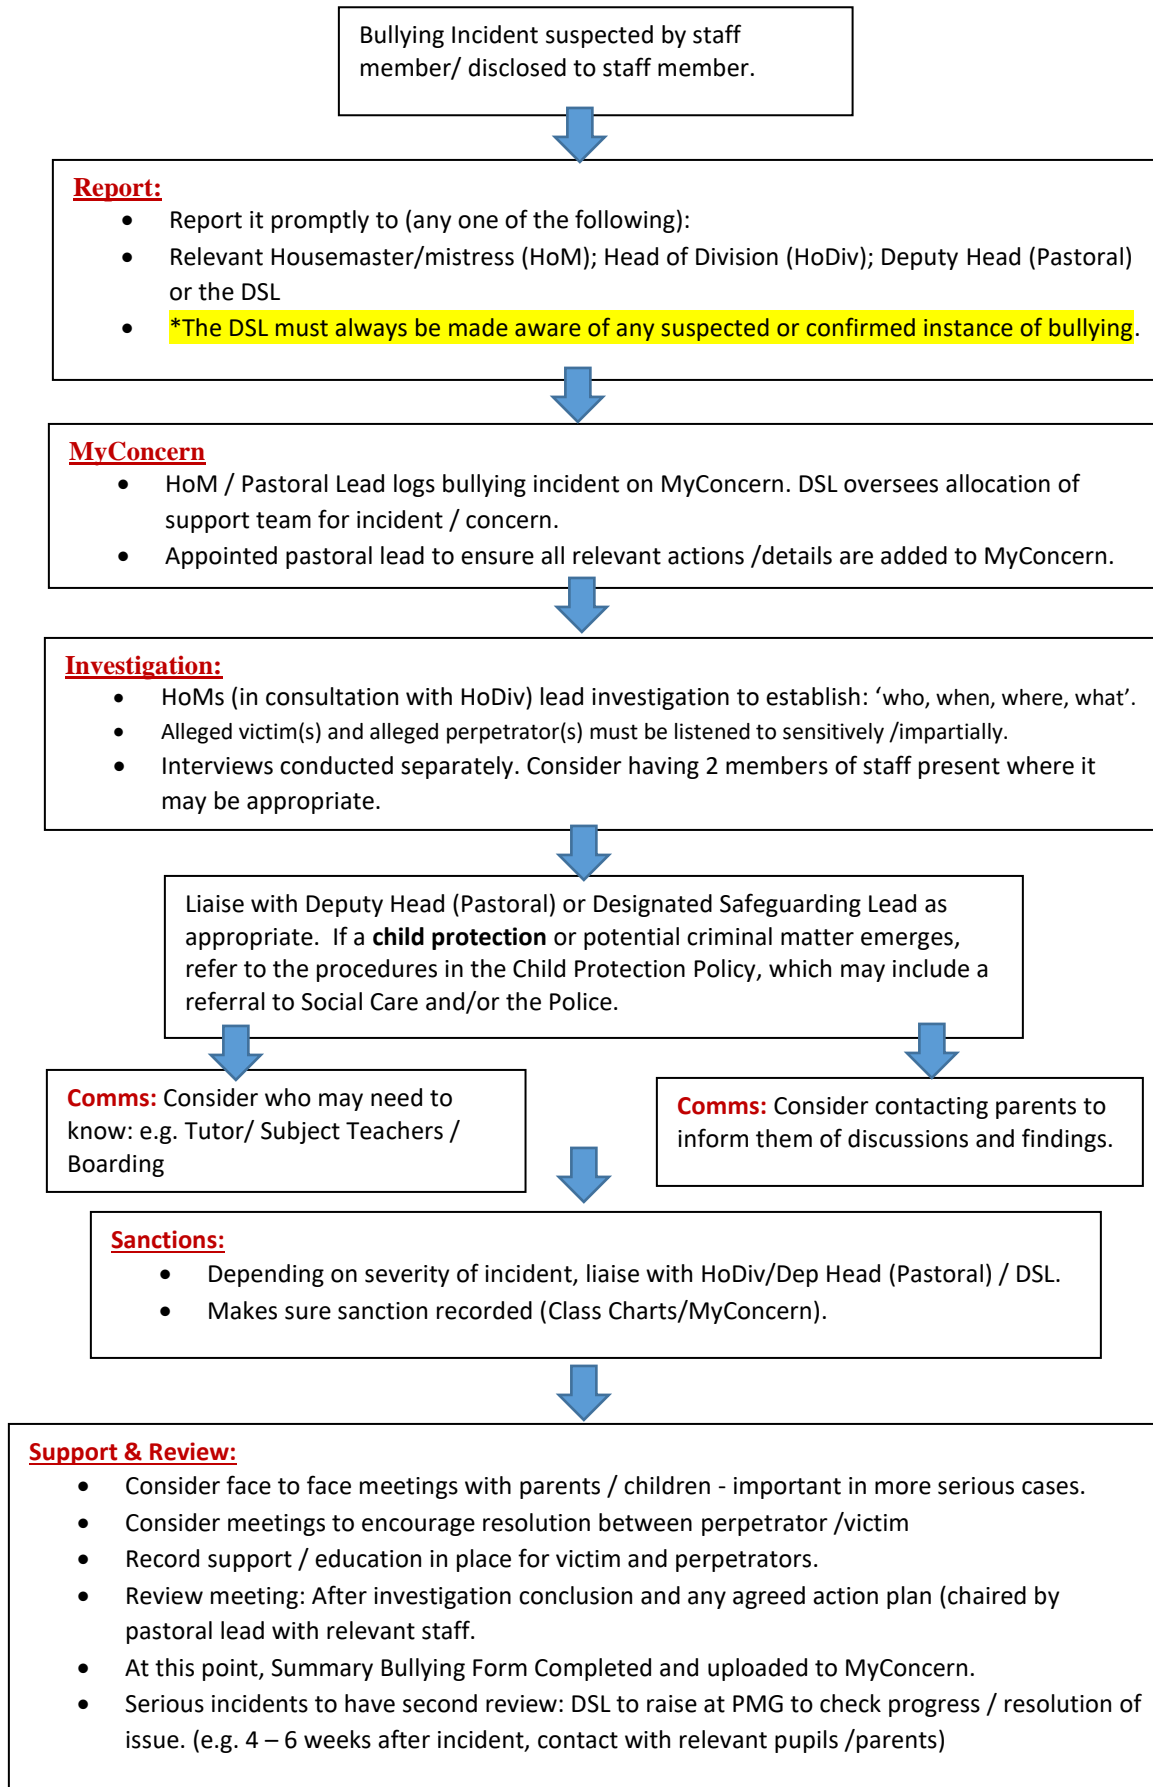 Bullying Incident suspected by staff
member/ disclosed to staff member.
Report:
• Report it promptly to (any one of the following):
• Relevant Housemaster/mistress (HoM); Head of Division (HoDiv); Deputy Head (Pastoral)
or the DSL
• *The DSL must always be made aware of any suspected or confirmed instance of bullying.
MyConcern
• HoM / Pastoral Lead logs bullying incident on MyConcern. DSL oversees allocation of
support team for incident / concern.
• Appointed pastoral lead to ensure all relevant actions /details are added to MyConcern.
Investigation:
• HoMs (in consultation with HoDiv) lead investigation to establish: ‘who, when, where, what’.
• Alleged victim(s) and alleged perpetrator(s) must be listened to sensitively /impartially.
• Interviews conducted separately. Consider having 2 members of staff present where it
may be appropriate.
Liaise with Deputy Head (Pastoral) or Designated Safeguarding Lead as
appropriate. If a child protection or potential criminal matter emerges,
refer to the procedures in the Child Protection Policy, which may include a
referral to Social Care and/or the Police.
Comms: Consider who may need to
know: e.g. Tutor/ Subject Teachers /
Boarding
Comms: Consider contacting parents to
inform them of discussions and findings.
Sanctions:
• Depending on severity of incident, liaise with HoDiv/Dep Head (Pastoral) / DSL.
• Makes sure sanction recorded (Class Charts/MyConcern).
Support & Review:
• Consider face to face meetings with parents / children - important in more serious cases.
• Consider meetings to encourage resolution between perpetrator /victim
• Record support / education in place for victim and perpetrators.
• Review meeting: After investigation conclusion and any agreed action plan (chaired by
pastoral lead with relevant staff.
• At this point, Summary Bullying Form Completed and uploaded to MyConcern.
• Serious incidents to have second review: DSL to raise at PMG to check progress / resolution of
issue. (e.g. 4 – 6 weeks after incident, contact with relevant pupils /parents)